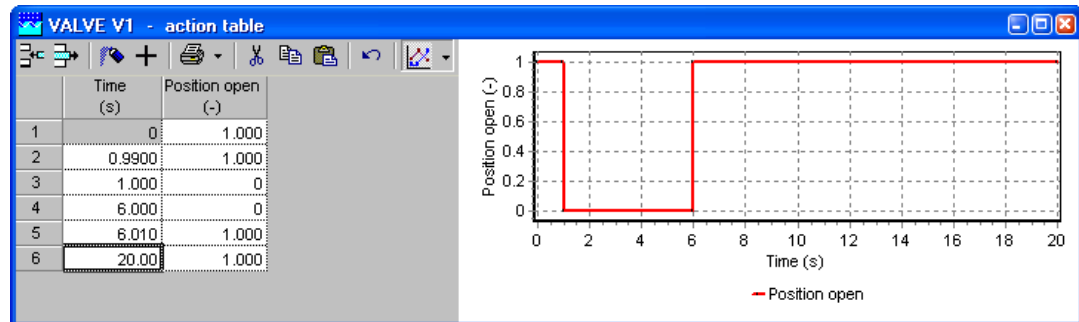 VALVE V1 - action table
Time Position open
(s) (-)
1 0 1.000
2 0.9900 1.000
3 1.000 0
4 6.000 0
5 6.010 1.000
6 20.00 1.000
Position open (-)
1
0.8
0.6
0.4
0.2
0
0 2 4 6 8 10 12 14 16 18 20
Time (s)
Position open